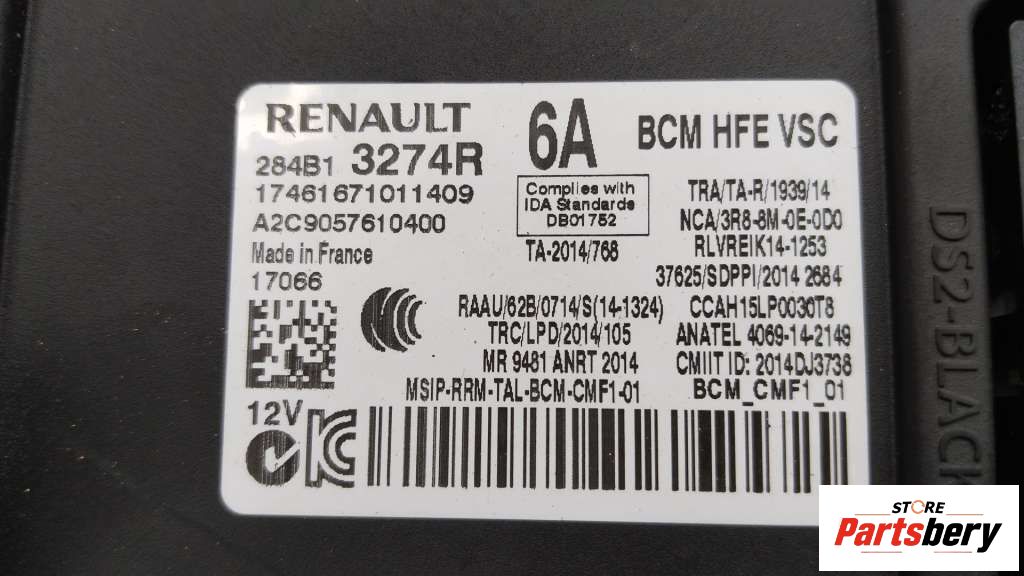 RENAULT
284B1 3274R
17461671011409
A2C9057610400
Made in France
17066
12V
6A
Complies with
IDA Standards
DB01752
TA-2014/768
BCM HFE VSC
TRA/TA-R/1939/14
NCA/3R8-8M-0E-0D0
RLVREIK14-1253
37625/SDPPI/2014 2684
RAAU/62B/0714/S(14-1324)
CCAH15LP0030T8
TRC/LPD/2014/105
ANATEL 4069-14-2149
MR 9481 ANRT 2014
CMIIT ID: 2014DJ3738
MSIP-RRM-TAL-BCM-CMF1-01
BCM_CMF1_01
DS2-BLACK
STORE
Partsbery